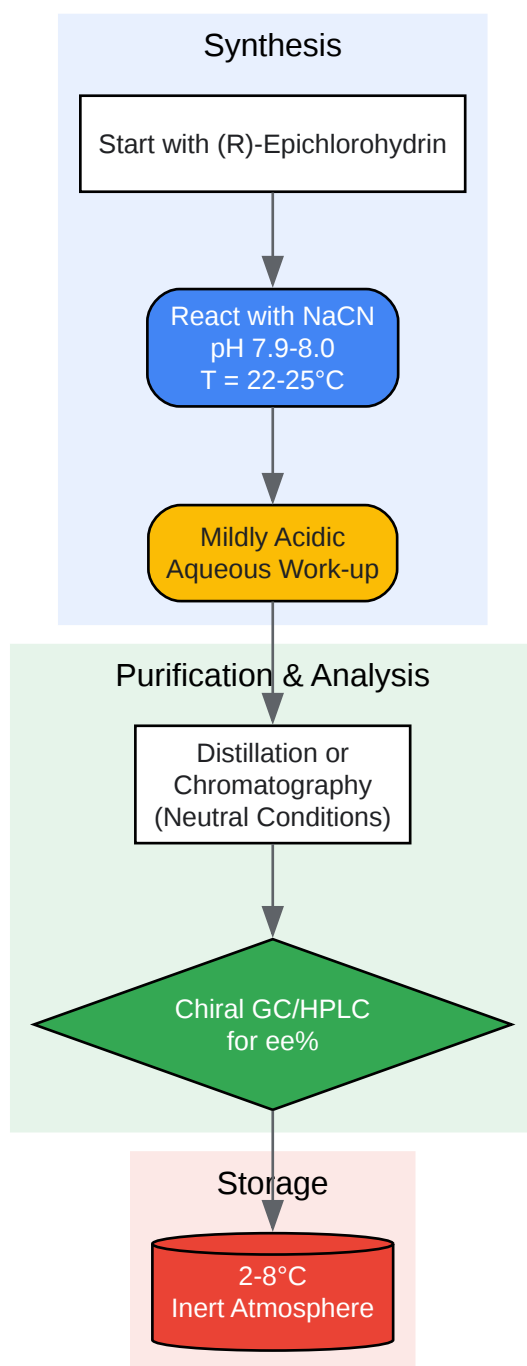 Synthesis
Start with (R)-Epichlorohydrin
React with NaCN
pH 7.9-8.0
T = 22-25°C
Mildly Acidic
Aqueous Work-up
Purification & Analysis
Distillation or
Chromatography
(Neutral Conditions)
Chiral GC/HPLC
for ee%
Storage
2-8°C
Inert Atmosphere